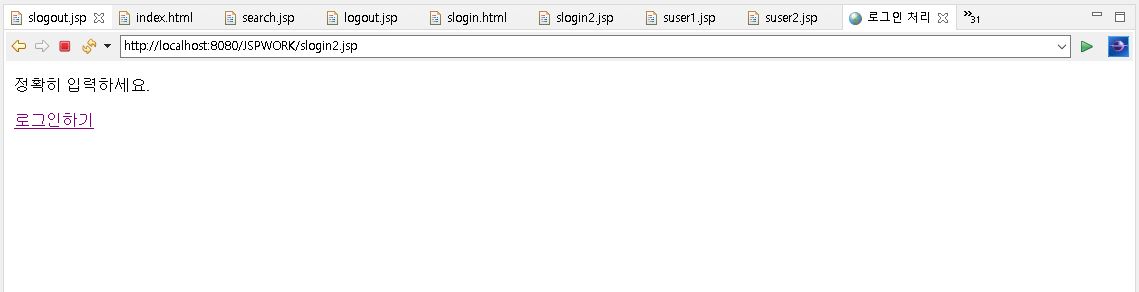 slogout.jsp index.html search.jsp logout.jsp slogin.html slogin2.jsp suser1.jsp suser2.jsp 로그인 처리 »31
http://localhost:8080/JSPWORK/slogin2.jsp
정확히 입력하세요.
로그인하기